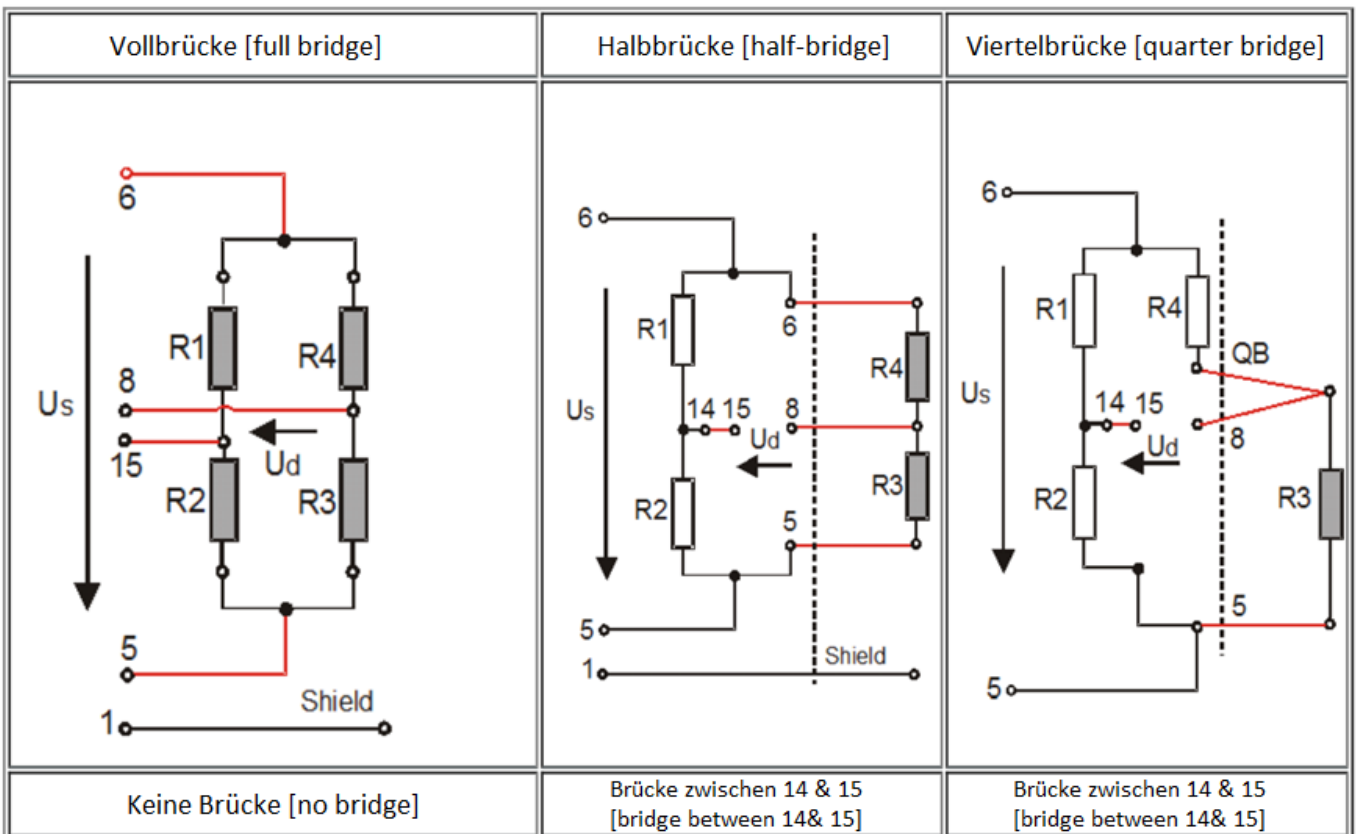 Vollbrücke [full bridge]
Halbbrücke [half-bridge]
Viertelbrücke [quarter bridge]
6
R1
R4
8
Us
15
Ud
R2
R3
5
Shield
1
6
R1
6
R4
14 15 8
Us
Ud
R3
R2
5
5
Shield
1
6
R1
R4
QB
Us
14 15
8
Ud
R2
R3
5
5
Keine Brücke [no bridge]
Brücke zwischen 14 & 15
[bridge between 14& 15]
Brücke zwischen 14 & 15
[bridge between 14& 15]